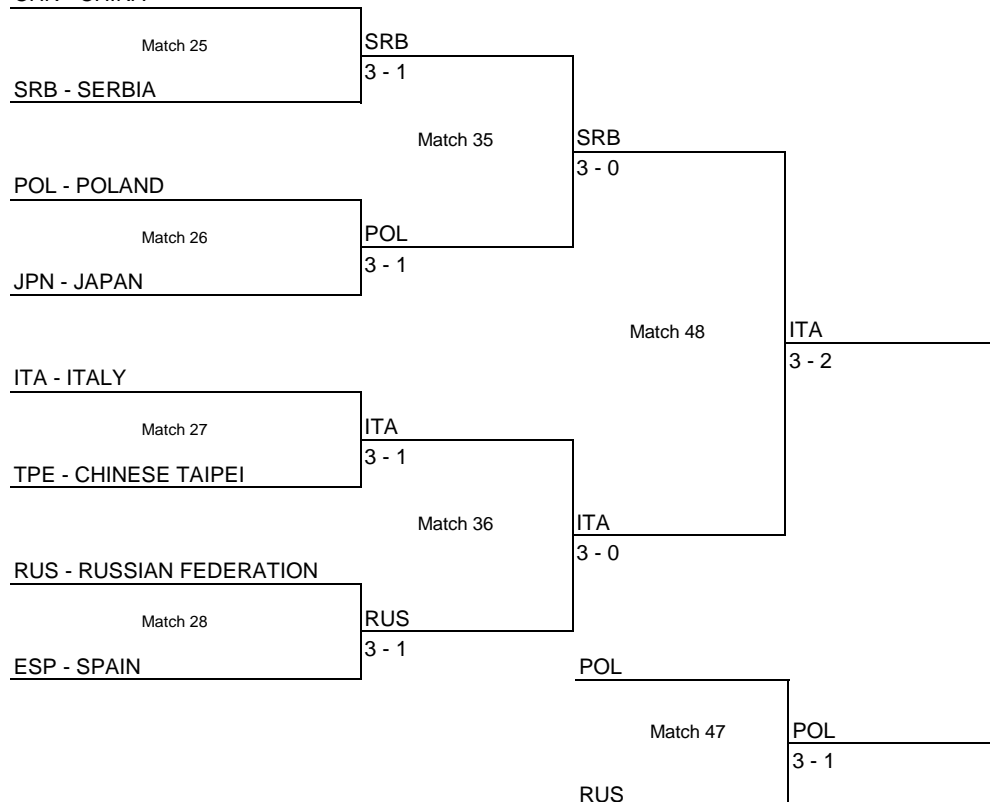 Match 25
SRB
3 - 1
SRB - SERBIA
Match 35
SRB
3 - 0
POL - POLAND
Match 26
POL
3 - 1
JPN - JAPAN
Match 48
ITA
3 - 2
ITA - ITALY
Match 27
ITA
3 - 1
TPE - CHINESE TAIPEI
Match 36
ITA
3 - 0
RUS - RUSSIAN FEDERATION
Match 28
RUS
3 - 1
ESP - SPAIN
POL
Match 47
POL
3 - 1
RUS